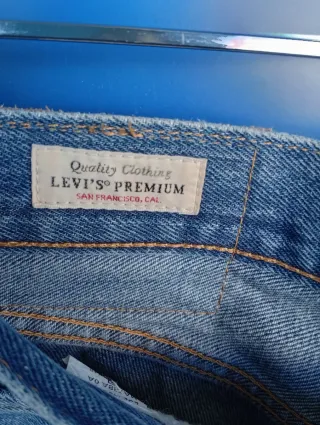 Quality Clothing
LEVI'S® PREMIUM
SAN FRANCISCO, CAL